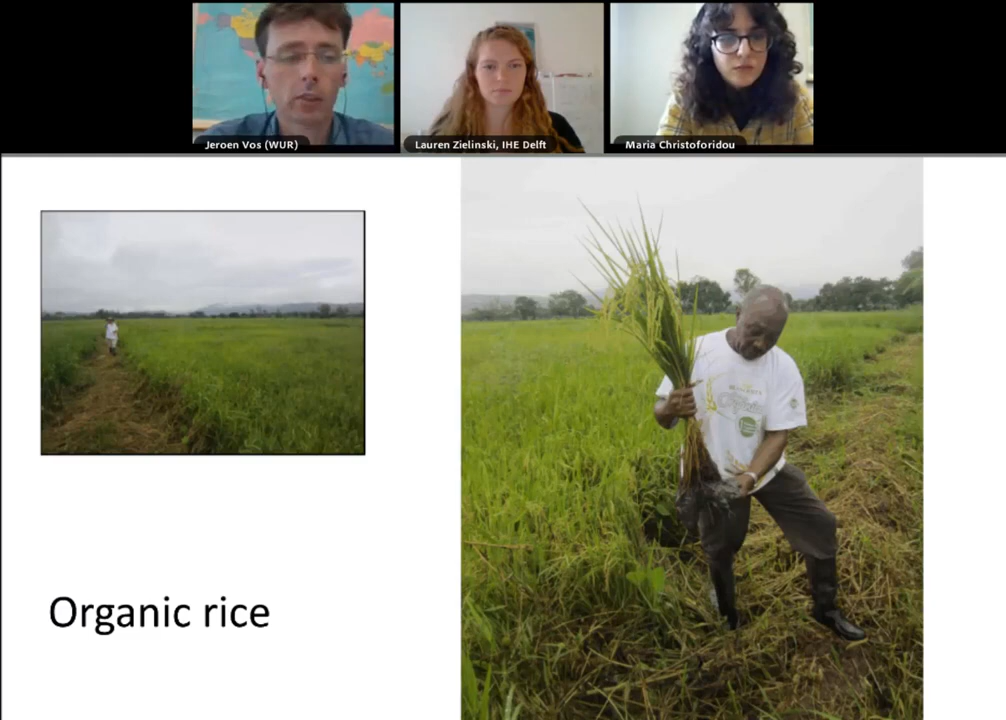 Jeroen Vos (WUR)
Lauren Zielinski, IHE Delft
Maria Christoforidou
Organic rice